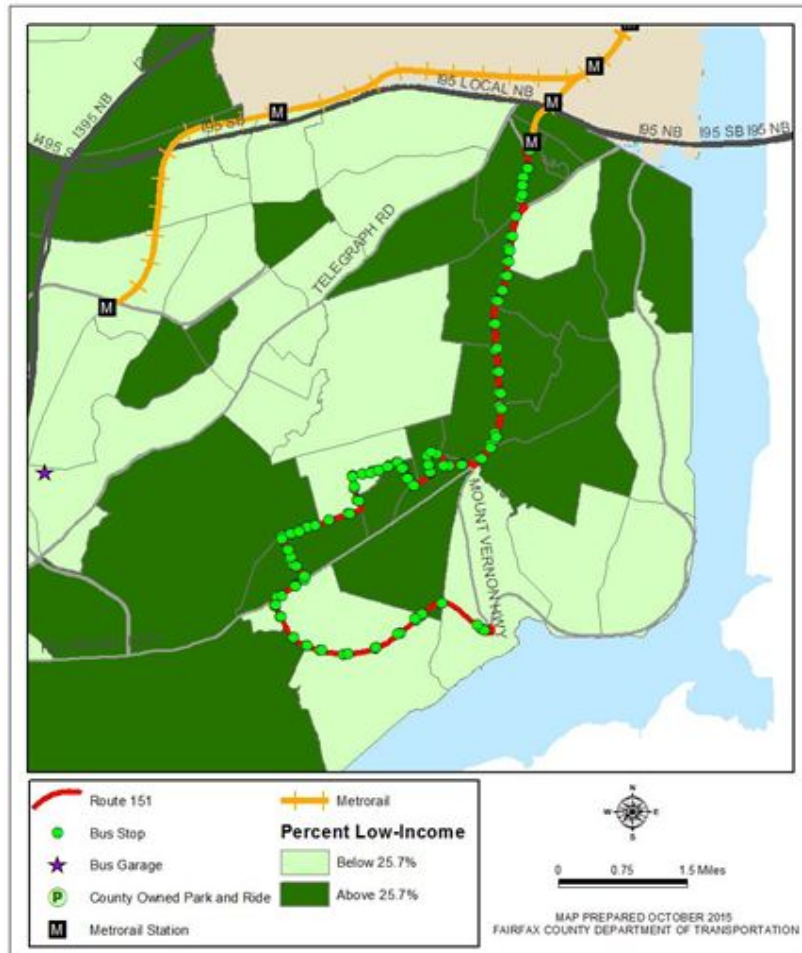 I395 NB
I495
I95 SB
I95 LOCAL NB
I95 NB
I95 SB
I95 NB
M
M
M
M
M
TELEGRAPH RD
MOUNT VERNON HWY
Route 151
Bus Stop
Bus Garage
P
County Owned Park and Ride
M
Metrorail Station
Metrorail
Percent Low-Income
Below 25.7%
Above 25.7%
N
W
E
S
0 0.75 1.5 Miles
MAP PREPARED OCTOBER 2015
FAIRFAX COUNTY DEPARTMENT OF TRANSPORTATION